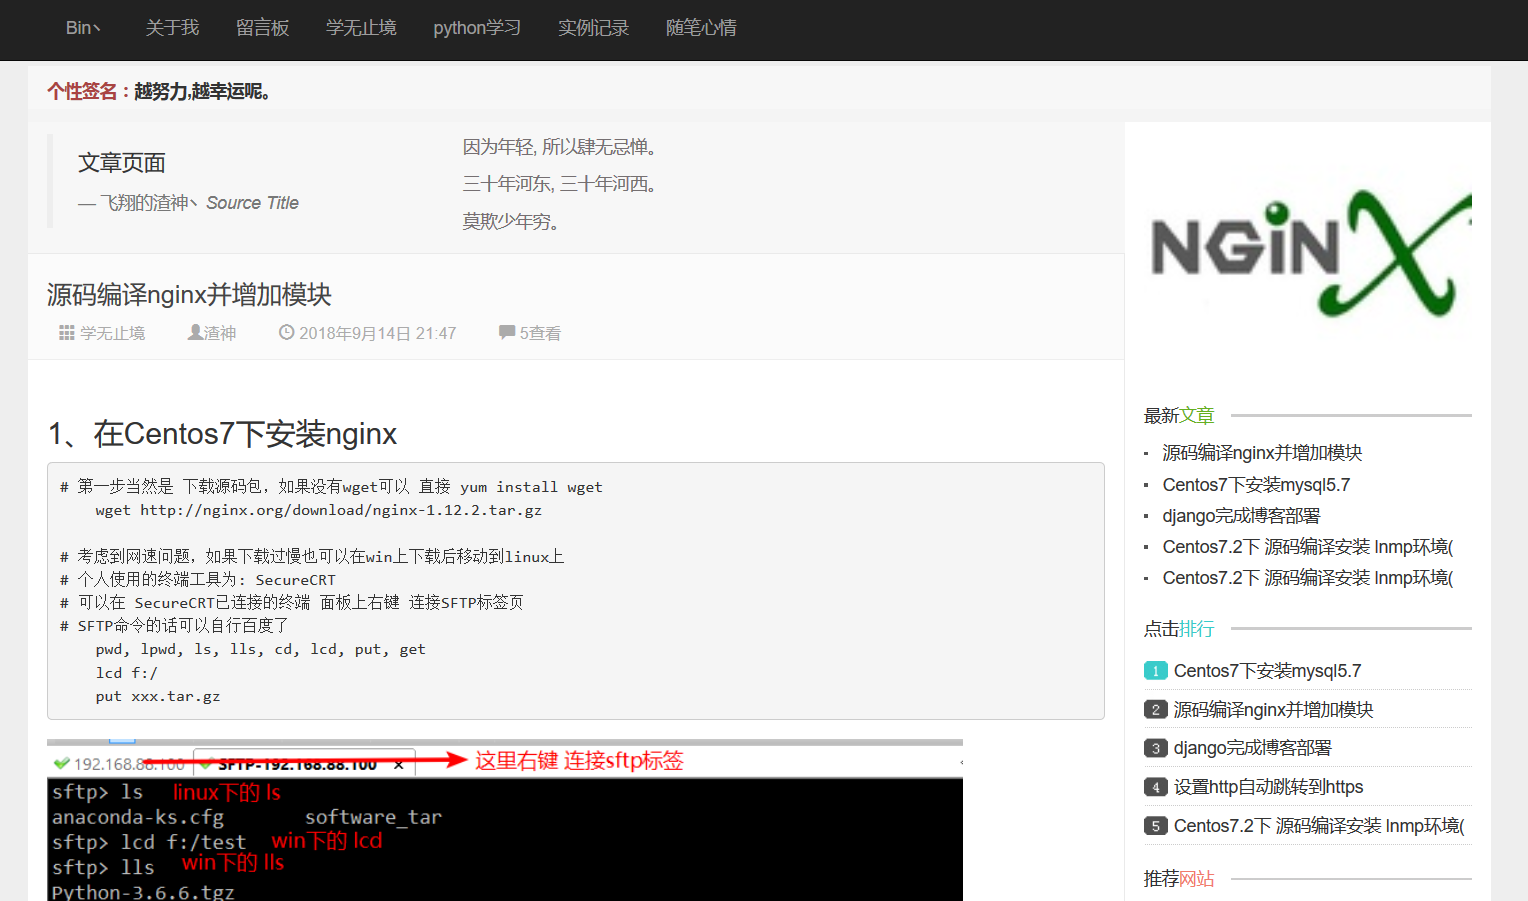 Bin丶 关于我 留言板 学无止境 python学习 实例记录 随笔心情
个性签名：越努力,越幸运呢。
文章页面
— 飞翔的渣神丶 Source Title
因为年轻, 所以肆无忌惮。
三十年河东, 三十年河西。
莫欺少年穷。
源码编译nginx并增加模块
学无止境 渣神 2018年9月14日 21:47 5查看
1、在Centos7下安装nginx
# 第一步当然是 下载源码包，如果没有wget可以 直接 yum install wget
wget http://nginx.org/download/nginx-1.12.2.tar.gz
# 考虑到网速问题，如果下载过慢也可以在win上下载后移动到linux上
# 个人使用的终端工具为: SecureCRT
# 可以在 SecureCRT已连接的终端 面板上右键 连接SFTP标签页
# SFTP命令的话可以自行百度了
pwd, lpwd, ls, lls, cd, lcd, put, get
lcd f:/
put xxx.tar.gz
192.168.88.100 SFTP-192.168.88.100 × 这里右键 连接sftp标签
sftp> ls linux下的 ls
anaconda-ks.cfg software_tar
sftp> lcd f:/test win下的 lcd
sftp> lls win下的 lls
Python-3.6.6.tgz
NGiNX
最新文章
源码编译nginx并增加模块
Centos7下安装mysql5.7
django完成博客部署
Centos7.2下 源码编译安装 lnmp环境(
Centos7.2下 源码编译安装 lnmp环境(
点击排行
1 Centos7下安装mysql5.7
2 源码编译nginx并增加模块
3 django完成博客部署
4 设置http自动跳转到https
5 Centos7.2下 源码编译安装 lnmp环境(
推荐网站